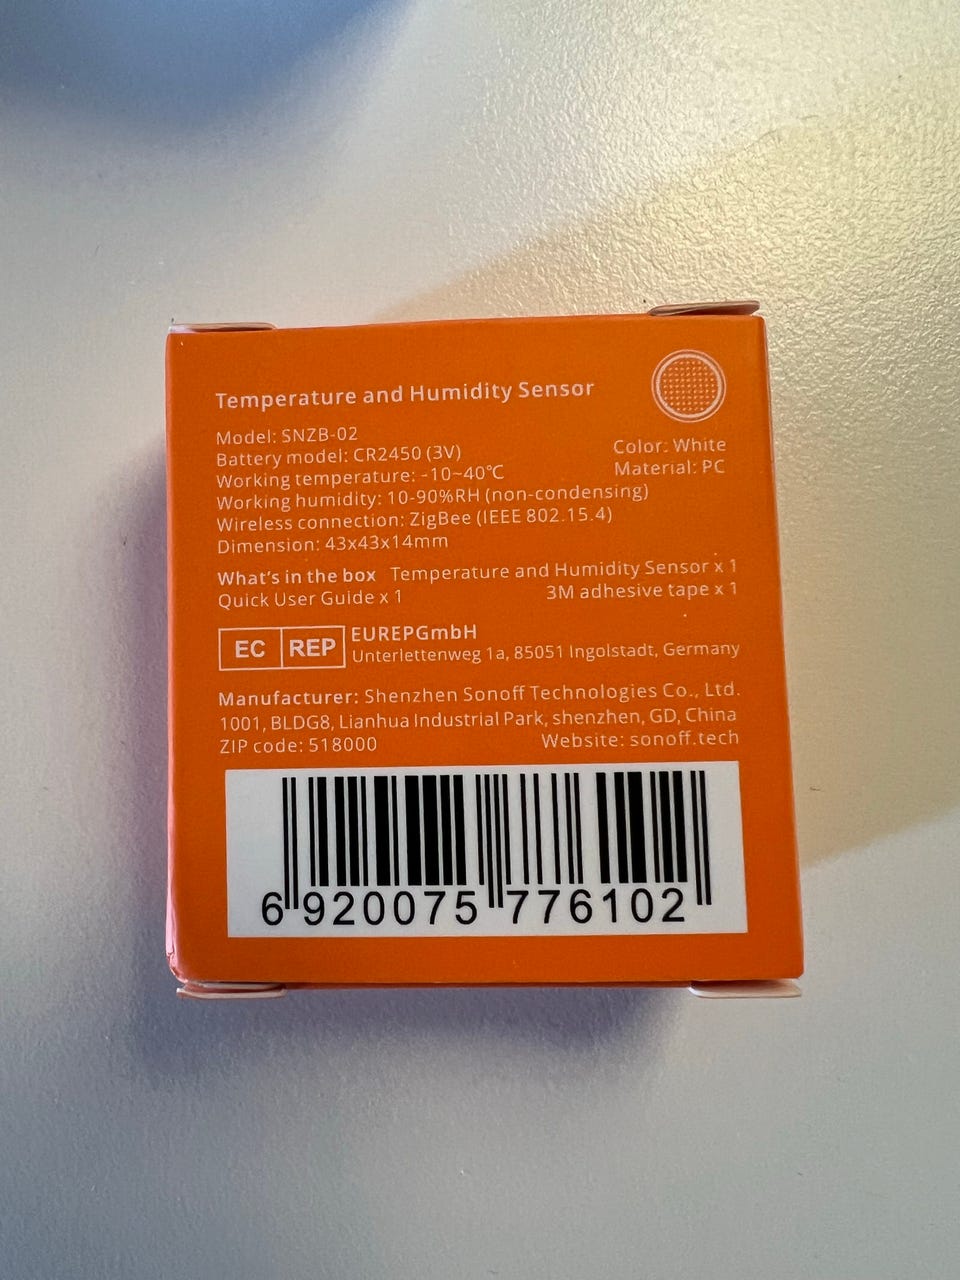 Temperature and Humidity Sensor
Model: SNZB-02
Battery model: CR2450 (3V)
Color: White
Working temperature: -10~40℃
Material: PC
Working humidity: 10-90%RH (non-condensing)
Wireless connection: ZigBee (IEEE 802.15.4)
Dimension: 43x43x14mm
What's in the box Temperature and Humidity Sensor x 1
Quick User Guide x 1 3M adhesive tape x 1
EC REP
EUREPGmbH
Unterlettenweg 1a, 85051 Ingolstadt, Germany
Manufacturer: Shenzhen Sonoff Technologies Co., Ltd.
1001, BLDG8, Lianhua Industrial Park, shenzhen, GD, China
ZIP code: 518000 Website: sonoff.tech
6 920075 776102